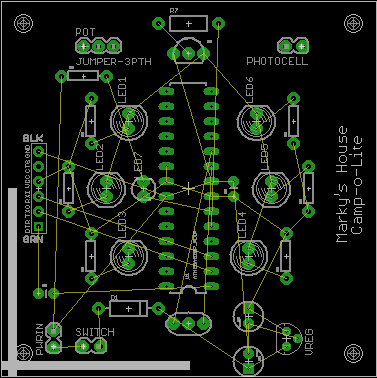 R7
POT
JUMPER-3PTH
PHOTOCELL
LED1
LED6
BLK
LED2
LED7
LED5
Marky's House
Camp-o-Lite
GRN
LED3
LED4
D1
PWRIN
SWITCH
VREG